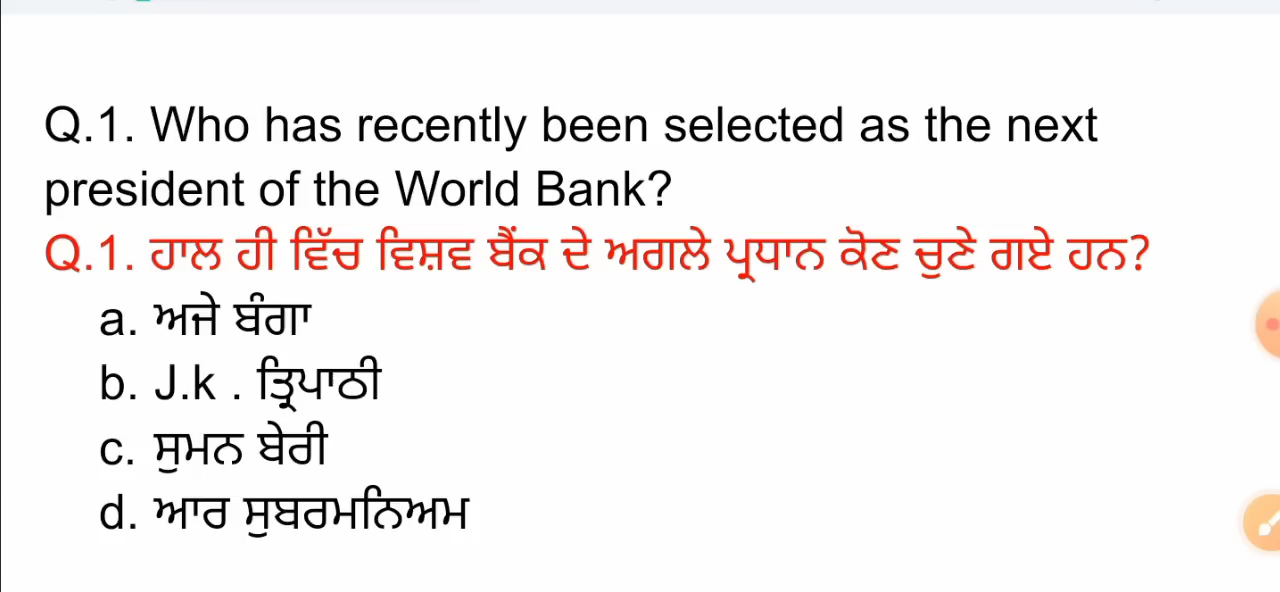 Q.1. Who has recently been selected as the next
president of the World Bank?
Q.1. ਹਾਲ ਹੀ ਵਿੱਚ ਵਿਸ਼ਵ ਬੈਂਕ ਦੇ ਅਗਲੇ ਪ੍ਰਧਾਨ ਕੋਣ ਚੁਣੇ ਗਏ ਹਨ?
a. ਅਜੇ ਬੰਗਾ
b. J.k . ਤ੍ਰਿਪਾਠੀ
c. ਸੁਮਨ ਬੇਰੀ
d. ਆਰ ਸੁਬਰਮਨਿਅਮ